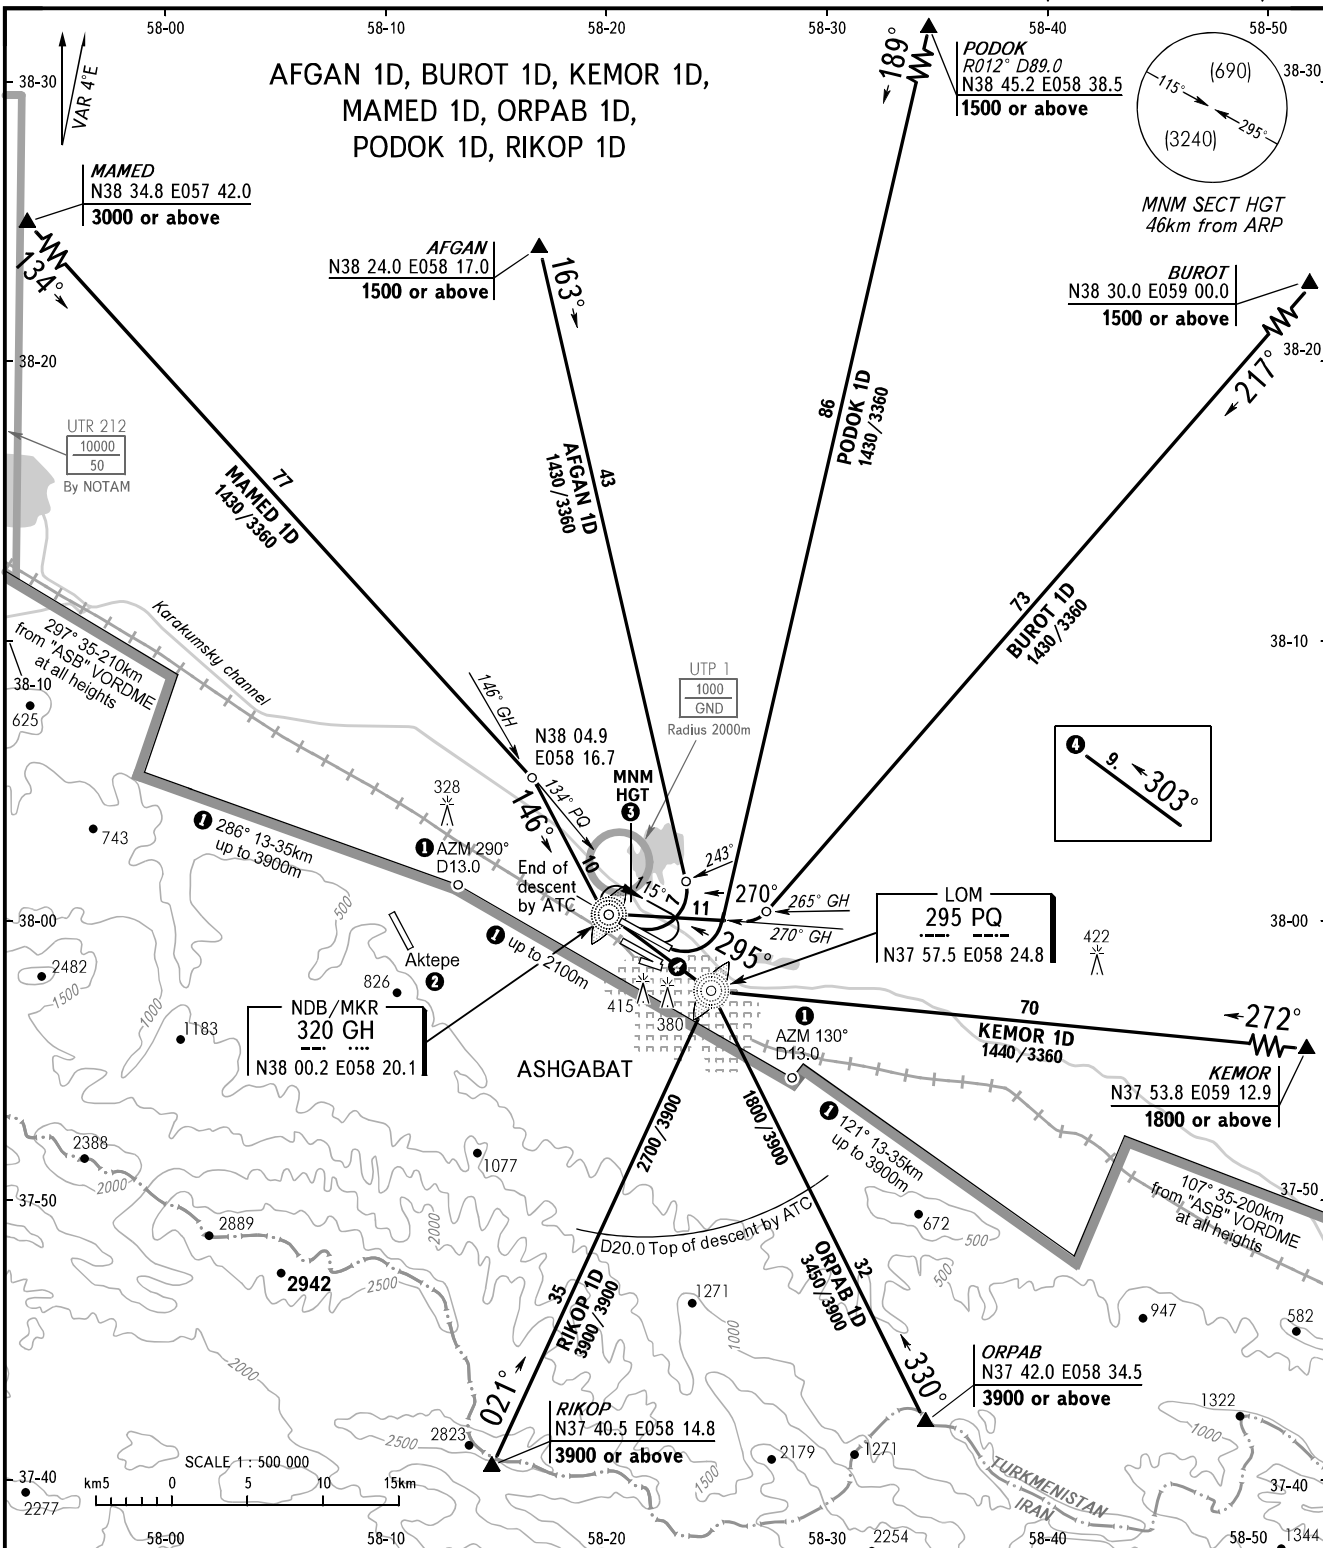 58-00
58-10
58-20
58-30
58-40
58-50
38-30
38-30
VAR 4°E
AFGAN 1D, BUROT 1D, KEMOR 1D,
MAMED 1D, ORPAB 1D,
PODOK 1D, RIKOP 1D
189°
PODOK
R012° D89.0
N38 45.2 E058 38.5
1500 or above
(690)
115°
295°
(3240)
MNM SECT HGT
46km from ARP
MAMED
N38 34.8 E057 42.0
3000 or above
134°
AFGAN
N38 24.0 E058 17.0
1500 or above
163°
BUROT
N38 30.0 E059 00.0
1500 or above
217°
38-20
38-20
UTR 212
10000
50
By NOTAM
77
MAMED 1D
1430/3360
43
AFGAN 1D
1430/3360
86
PODOK 1D
1430/3360
73
BUROT 1D
1430/3360
38-10
38-10
Karakumsky channel
297° 35-210km
from "ASB" VORDME
at all heights
625
146° GH
N38 04.9
E058 16.7
UTP 1
1000
GND
Radius 2000m
MNM
HGT
3
134° PQ
146°
10
4
9.
303°
328
743
1 286° 13-35km
up to 3900m
1 AZM 290°
D13.0
End of
descent
by ATC
115°
7
243°
270°
265° GH
11
270° GH
295°
LOM
295 PQ
N37 57.5 E058 24.8
422
38-00
38-00
500
1 up to 2100m
Aktepe
2
826
2482
1500
1000
1183
NDB/MKR
320 GH
N38 00.2 E058 20.1
4
415
380
ASHGABAT
1
AZM 130°
D13.0
70
KEMOR 1D
1440/3360
272°
KEMOR
N37 53.8 E059 12.9
1800 or above
2700/3900
1800/3900
1 121° 13-35km
up to 3900m
107° 35-200km
from "ASB" VORDME
at all heights
2388
2000
1077
2000
37-50
37-50
2889
672
500
500
D20.0 Top of descent by ATC
2942
2500
35
RIKOP 1D
3900/3900
32
ORPAB 1D
3450/3900
1271
1000
947
582
2000
021°
330°
ORPAB
N37 42.0 E058 34.5
3900 or above
RIKOP
N37 40.5 E058 14.8
3900 or above
2823
2500
2179
1271
1322
1000
1500
TURKMENISTAN
IRAN
SCALE 1 : 500 000
km5
0
5
10
15km
37-40
37-40
2277
2254
1344
58-00
58-10
58-20
58-30
58-40
58-50